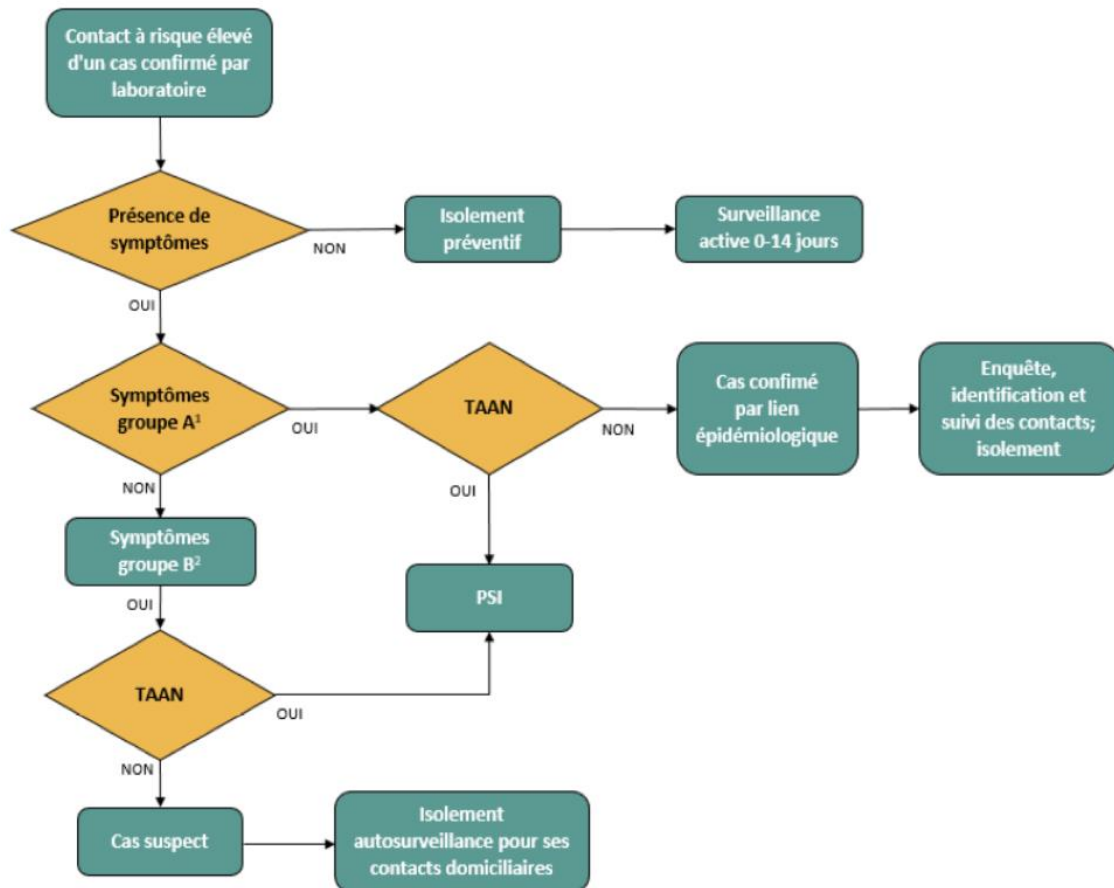 Contact à risque élevé
d'un cas confirmé par
laboratoire
Présence de
symptômes
NON
Isolement
préventif
Surveillance
active 0-14 jours
OUI
Symptômes
groupe A¹
OUI
TAAN
NON
Cas confimé
par lien
épidémiologique
Enquête,
identification et
suivi des contacts;
isolement
NON
OUI
Symptômes
groupe B²
PSI
OUI
TAAN
OUI
NON
Cas suspect
Isolement
autosurveillance pour ses
contacts domiciliaires